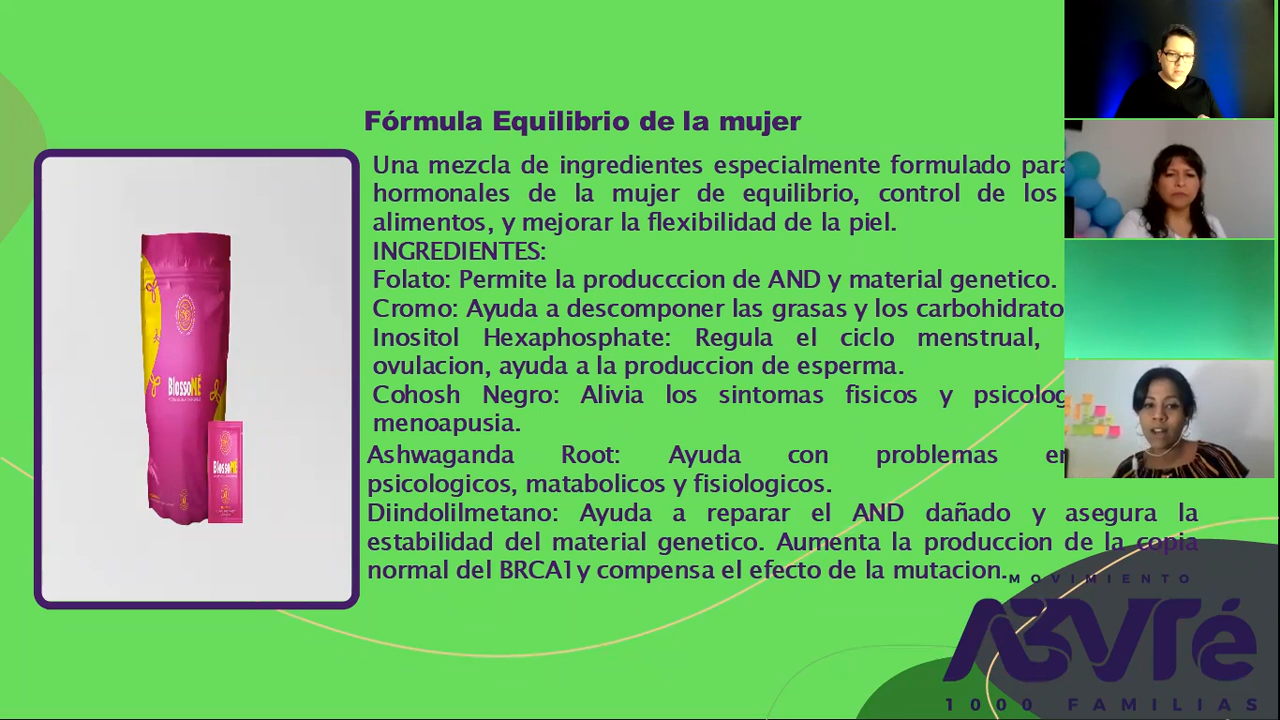 Fórmula Equilibrio de la mujer
Una mezcla de ingredientes especialmente formulado para
hormonales de la mujer de equilibrio, control de los
alimentos, y mejorar la flexibilidad de la piel.
INGREDIENTES:
Folato: Permite la producccion de AND y material genetico.
Cromo: Ayuda a descomponer las grasas y los carbohidrato
Inositol Hexaphosphate: Regula el ciclo menstrual,
ovulacion, ayuda a la produccion de esperma.
Cohosh Negro: Alivia los sintomas fisicos y psicolog
menoapusia.
Ashwaganda Root: Ayuda con problemas
psicologicos, matabolicos y fisiologicos.
Diindolilmetano: Ayuda a reparar el AND dañado y asegura la
estabilidad del material genetico. Aumenta la produccion de la copia
normal del BRCA1y compensa el efecto de la mutacion.
BlossoNÉ
BlossoNÉ
MOVIMIENTO
1000 FAMILIAS